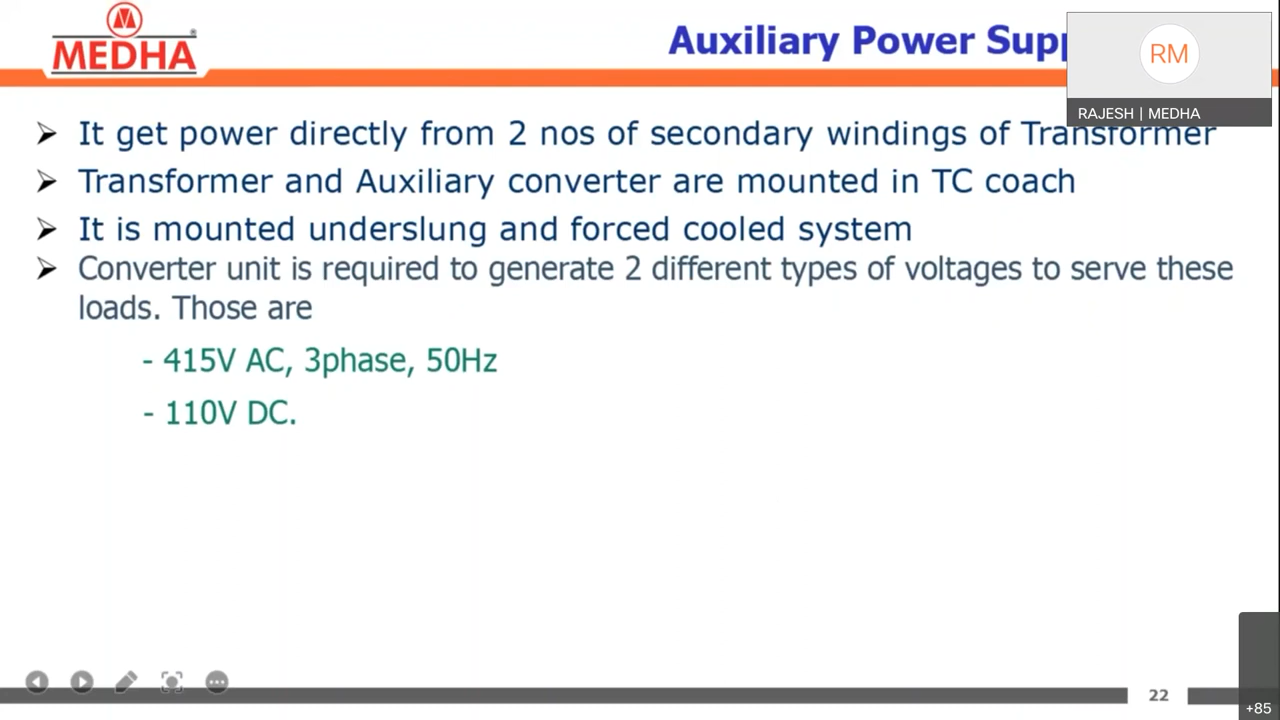 MEDHA
Auxiliary Power
RM
RAJESH | MEDHA
➢ It get power directly from 2 nos of secondary windings of Transformer
➢ Transformer and Auxiliary converter are mounted in TC coach
➢ It is mounted underslung and forced cooled system
➢ Converter unit is required to generate 2 different types of voltages to serve these
loads. Those are
- 415V AC, 3phase, 50Hz
- 110V DC.
22
+85